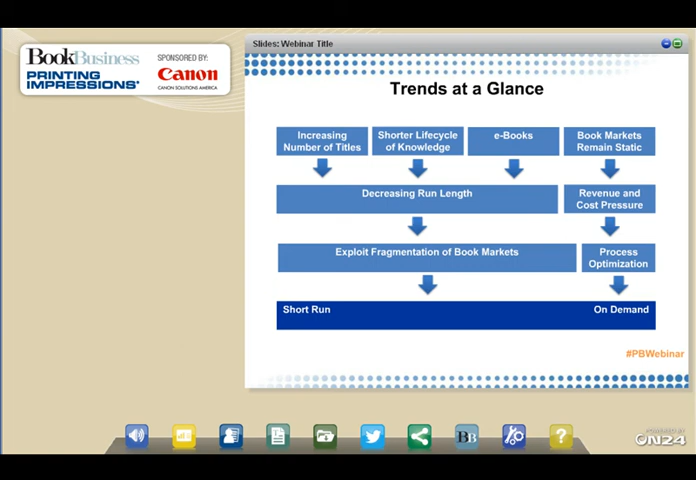 Slides: Webinar Title
BookBusiness
PRINTING
IMPRESSIONS®
SPONSORED BY:
Canon
CANON SOLUTIONS AMERICA
Trends at a Glance
Increasing
Number of Titles
Shorter Lifecycle
of Knowledge
e-Books
Book Markets
Remain Static
Decreasing Run Length
Revenue and
Cost Pressure
Exploit Fragmentation of Book Markets
Process
Optimization
Short Run
On Demand
#PBWebinar
BB
?
POWERED BY
ON24